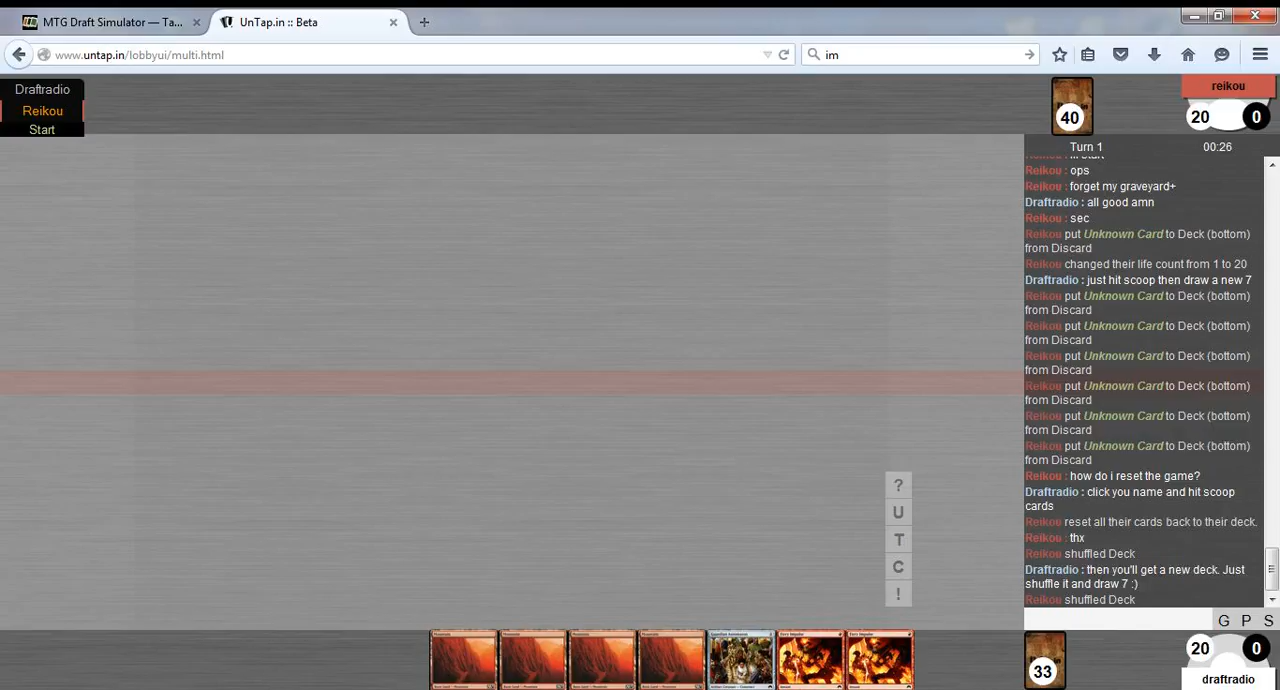 MTG Draft Simulator — Ta...
UnTap.in :: Beta
www.untap.in/lobbyui/multi.html
im
Draftradio
Reikou
Start
40
reikou
20 0
Turn 1 00:26
Reikou : ops
Reikou : forget my graveyard+
Draftradio : all good amn
Reikou : sec
Reikou put Unknown Card to Deck (bottom)
from Discard
Reikou changed their life count from 1 to 20
Draftradio : just hit scoop then draw a new 7
Reikou put Unknown Card to Deck (bottom)
from Discard
Reikou put Unknown Card to Deck (bottom)
from Discard
Reikou put Unknown Card to Deck (bottom)
from Discard
Reikou put Unknown Card to Deck (bottom)
from Discard
Reikou put Unknown Card to Deck (bottom)
from Discard
Reikou put Unknown Card to Deck (bottom)
from Discard
Reikou : how do i reset the game?
Draftradio : click you name and hit scoop
cards
Reikou reset all their cards back to their deck.
Reikou : thx
Reikou shuffled Deck
Draftradio : then you'll get a new deck. Just
shuffle it and draw 7 :)
Reikou shuffled Deck
?
U
T
C
!
G P S
Mountain
Mountain
Mountain
Mountain
Fiery Impulse
Fiery Impulse
33
20 0
draftradio